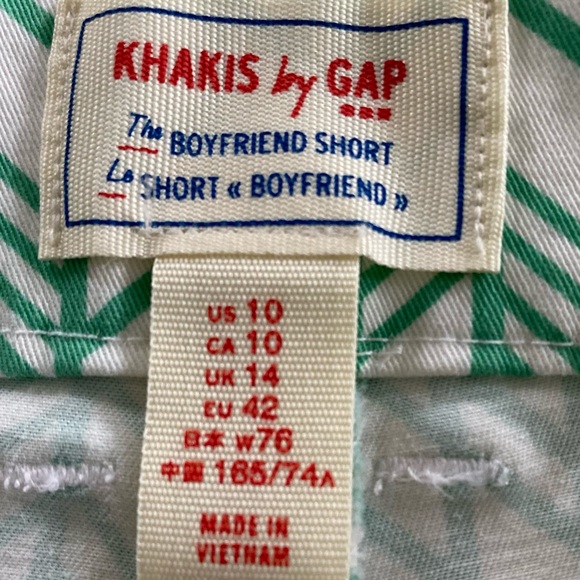 KHAKIS by GAP
The BOYFRIEND SHORT
Le SHORT « BOYFRIEND »
US 10
CA 10
UK 14
EU 42
日本 W76
中国 165/74A
MADE IN
VIETNAM